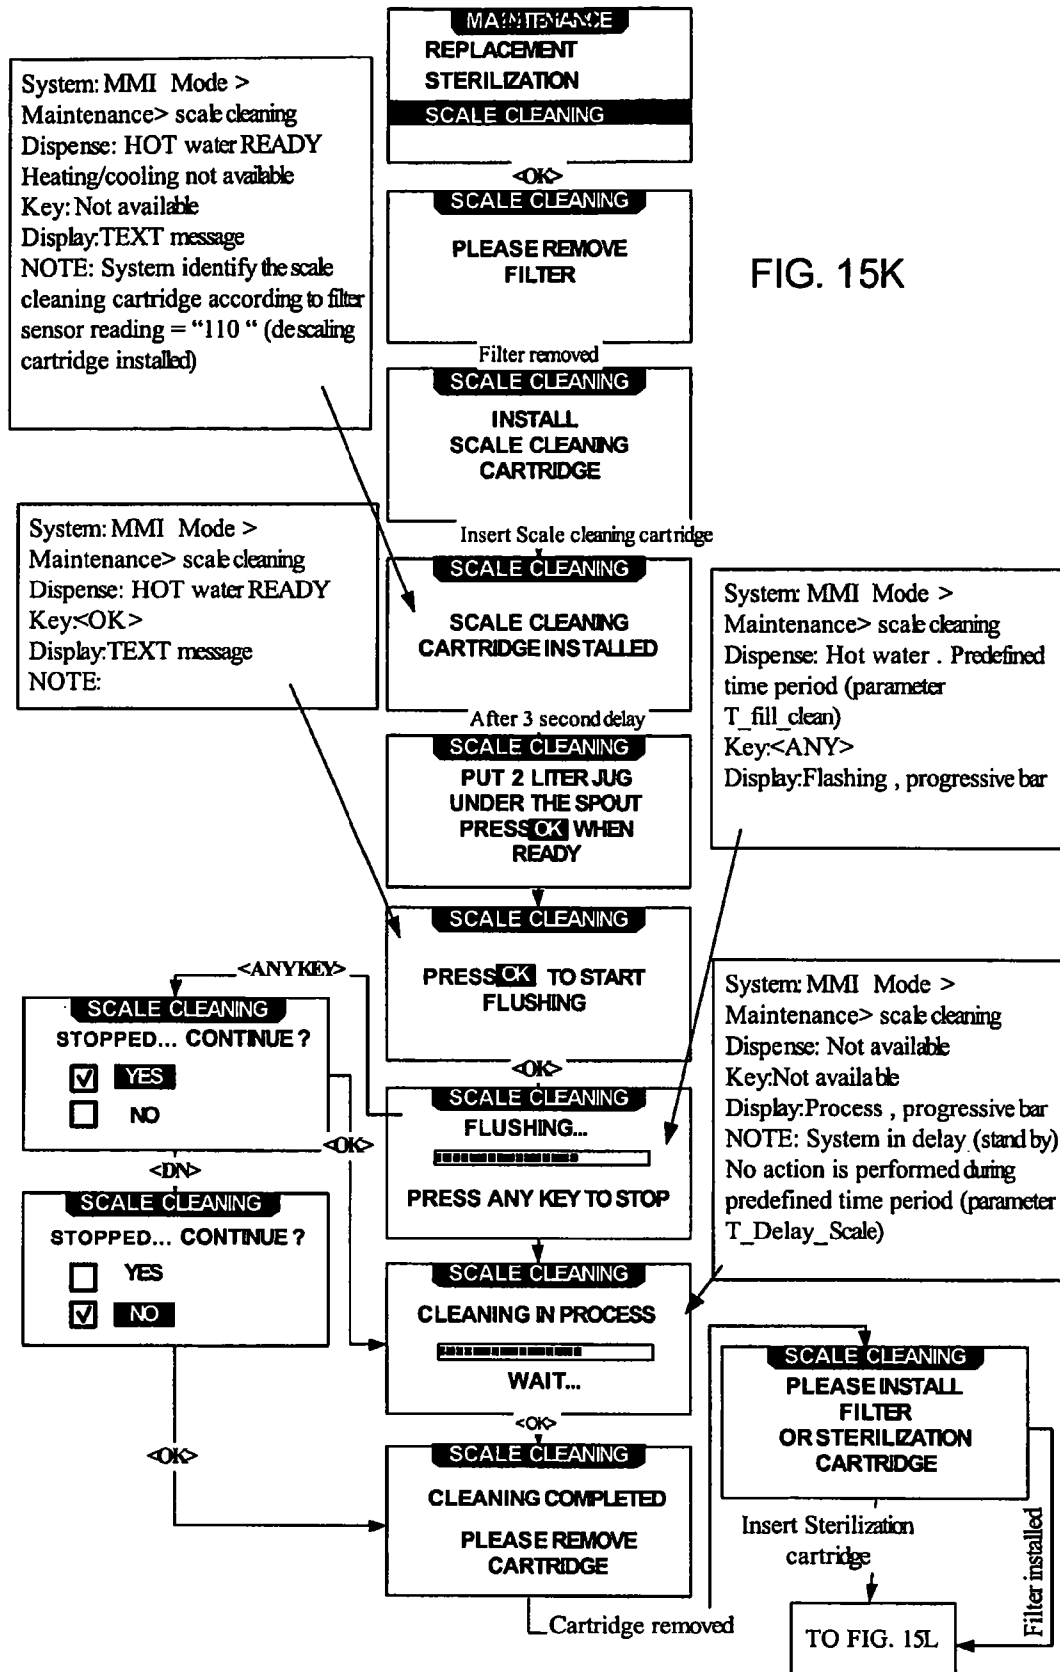 MAINTENANCE
REPLACEMENT
STERILIZATION
SCALE CLEANING
<OK>
System: MMI Mode >
Maintenance> scale cleaning
Dispense: HOT water READY
Heating/cooling not available
Key: Not available
Display:TEXT message
NOTE: System identify the scale
cleaning cartridge according to filter
sensor reading = “110 “ (descaling
cartridge installed)
SCALE CLEANING
PLEASE REMOVE
FILTER
FIG. 15K
Filter removed
SCALE CLEANING
INSTALL
SCALE CLEANING
CARTRIDGE
Insert Scale cleaning cartridge
System: MMI Mode >
Maintenance> scale cleaning
Dispense: HOT water READY
Key:<OK>
Display:TEXT message
NOTE:
SCALE CLEANING
SCALE CLEANING
CARTRIDGE INSTALLED
After 3 second delay
System: MMI Mode >
Maintenance> scale cleaning
Dispense: Hot water . Predefined
time period (parameter
T_fill_clean)
Key:<ANY>
Display:Flashing , progressive bar
SCALE CLEANING
PUT 2 LITER JUG
UNDER THE SPOUT
PRESS OK WHEN
READY
SCALE CLEANING
PRESS OK TO START
FLUSHING
<OK>
<ANY KEY>
SCALE CLEANING
STOPPED... CONTINUE ?
YES
NO
<OK>
<DN>
SCALE CLEANING
FLUSHING...
PRESS ANY KEY TO STOP
System: MMI Mode >
Maintenance> scale cleaning
Dispense: Not available
Key:Not available
Display:Process , progressive bar
NOTE: System in delay (stand by)
No action is performed during
predefined time period (parameter
T_Delay_Scale)
SCALE CLEANING
STOPPED... CONTINUE ?
YES
NO
<OK>
SCALE CLEANING
CLEANING IN PROCESS
WAIT...
<OK>
SCALE CLEANING
CLEANING COMPLETED
PLEASE REMOVE
CARTRIDGE
Cartridge removed
SCALE CLEANING
PLEASE INSTALL
FILTER
OR STERILIZATION
CARTRIDGE
Insert Sterilization
cartridge
Filter installed
TO FIG. 15L